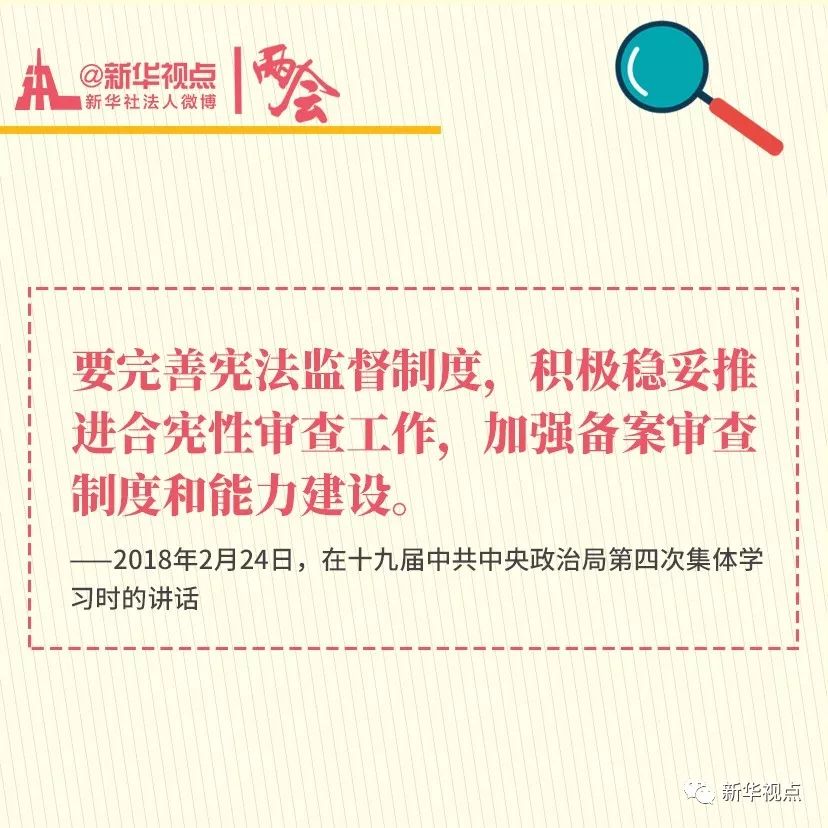 @新华视点
新华社法人微博
两会
要完善宪法监督制度，积极稳妥推
进合宪性审查工作，加强备案审查
制度和能力建设。
——2018年2月24日，在十九届中共中央政治局第四次集体学
习时的讲话
新华视点